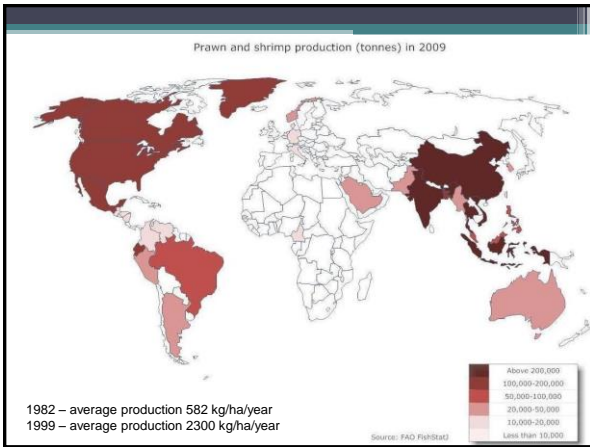 Prawn and shrimp production (tonnes) in 2009
1982 – average production 582 kg/ha/year
1999 – average production 2300 kg/ha/year
Source: FAO FishStatJ
Above 200,000
100,000-200,000
50,000-100,000
20,000-50,000
10,000-20,000
Less than 10,000